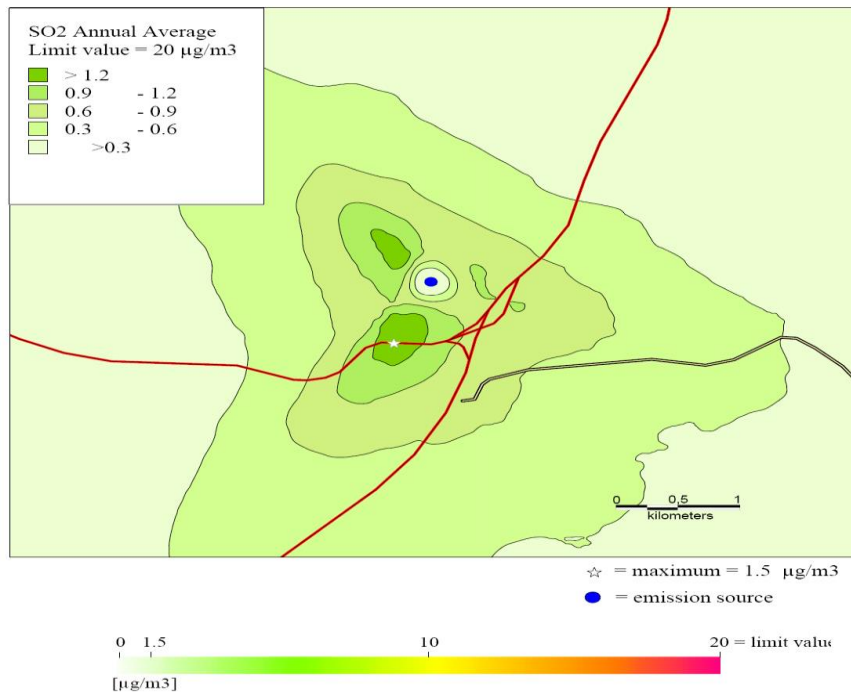 SO2 Annual Average
Limit value = 20 µg/m3
> 1.2
0.9 - 1.2
0.6 - 0.9
0.3 - 0.6
>0.3
0 0,5 1
kilometers
☆ = maximum = 1.5 µg/m3
= emission source
0 1.5 10 20 = limit value
[µg/m3]